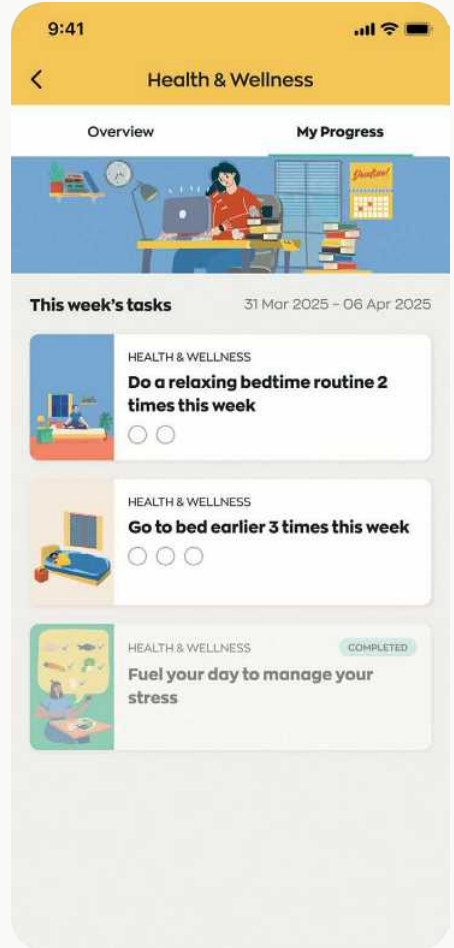 9:41
Health & Wellness
Overview
My Progress
Deadline!
This week's tasks
31 Mar 2025 – 06 Apr 2025
HEALTH & WELLNESS
Do a relaxing bedtime routine 2
times this week
HEALTH & WELLNESS
Go to bed earlier 3 times this week
HEALTH & WELLNESS
COMPLETED
Fuel your day to manage your
stress